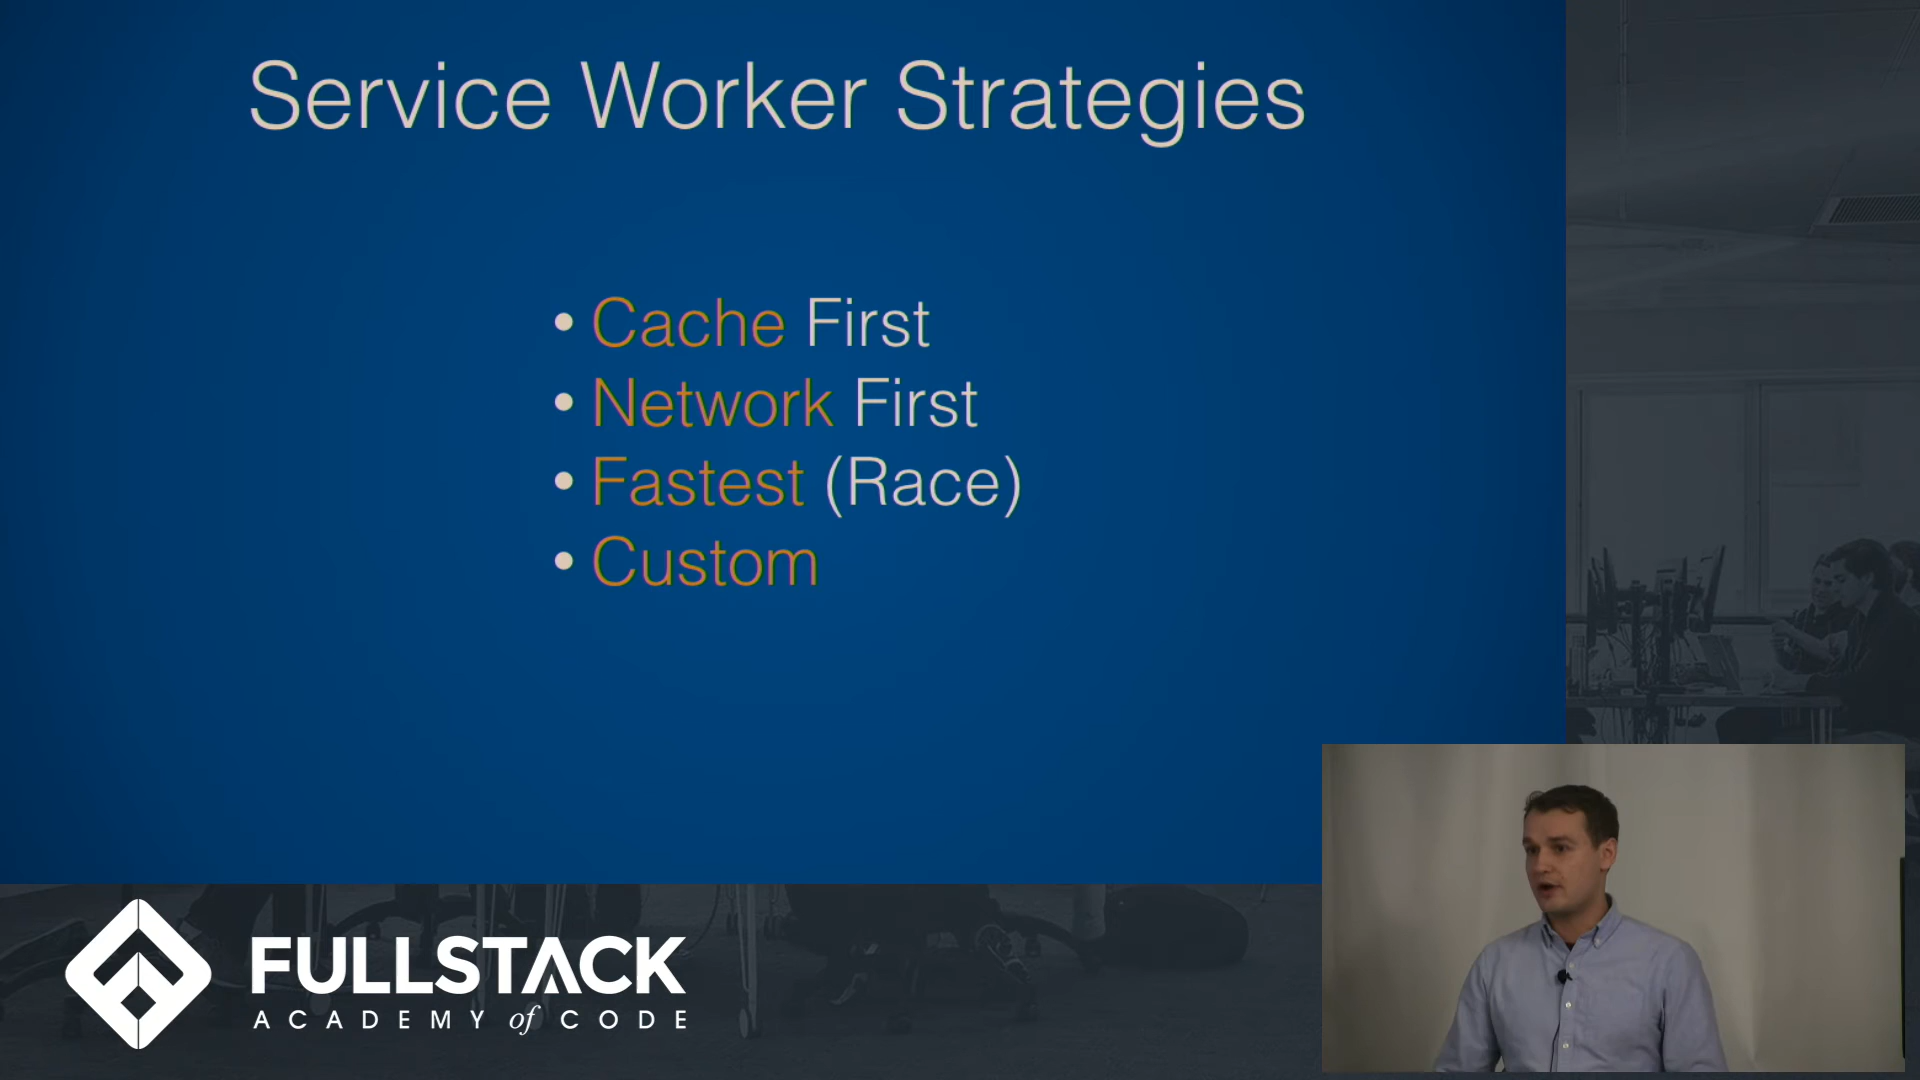 Service Worker Strategies
• Cache First
• Network First
• Fastest (Race)
• Custom
FULLSTACK
ACADEMY of CODE